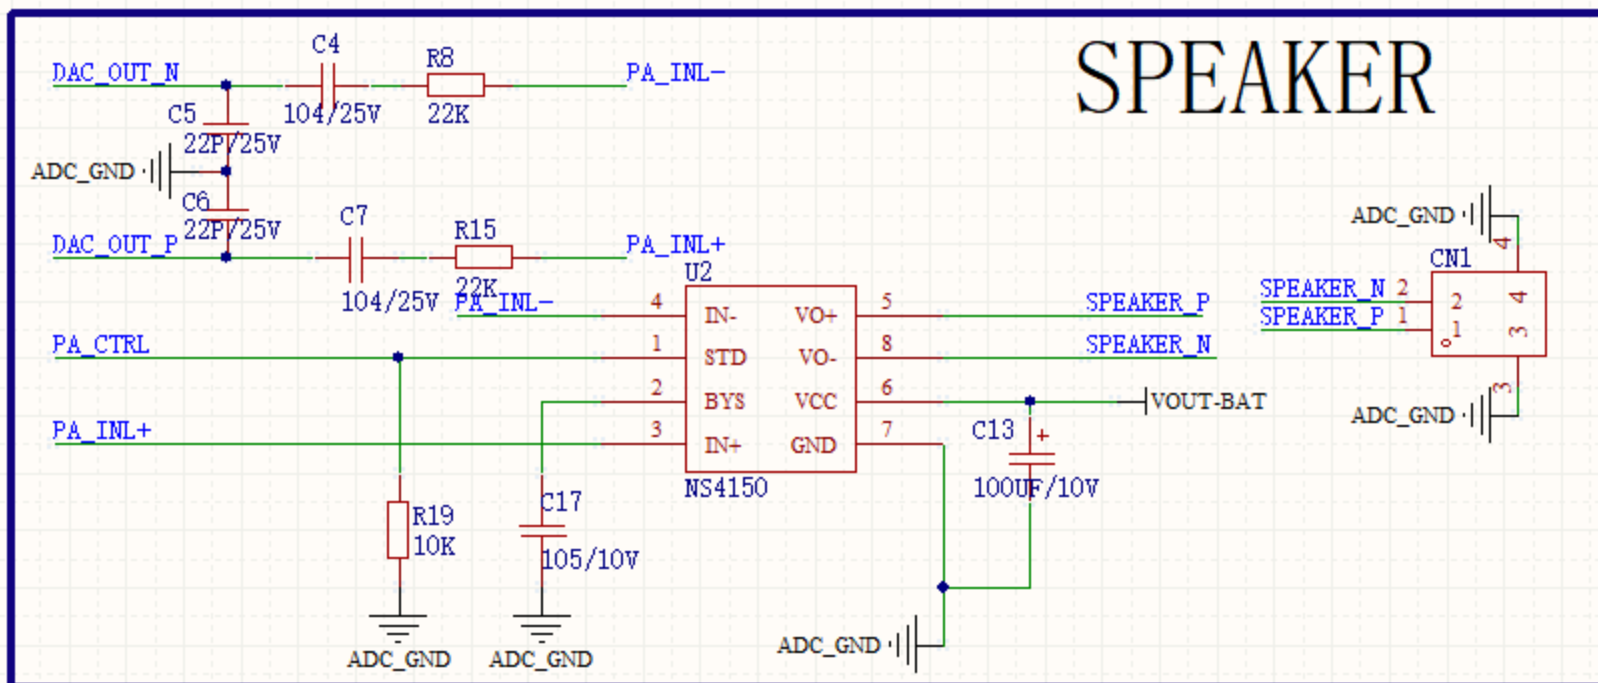 SPEAKER
C4
R8
DAC_OUT_N
PA_INL-
C5
104/25V
22K
22P/25V
ADC_GND
C6
22P/25V
C7
R15
DAC_OUT_P
PA_INL+
104/25V
22K
U2
PA_INL-
4
IN-
VO+
5
SPEAKER_P
PA_CTRL
1
STD
VO-
8
SPEAKER_N
2
BYS
VCC
6
VOUT-BAT
PA_INL+
3
IN+
GND
7
NS4150
C13
+
100UF/10V
R19
10K
C17
105/10V
ADC_GND
ADC_GND
ADC_GND
ADC_GND
4
CN1
SPEAKER_N
2
2
4
SPEAKER_P
1
1
3
3
ADC_GND